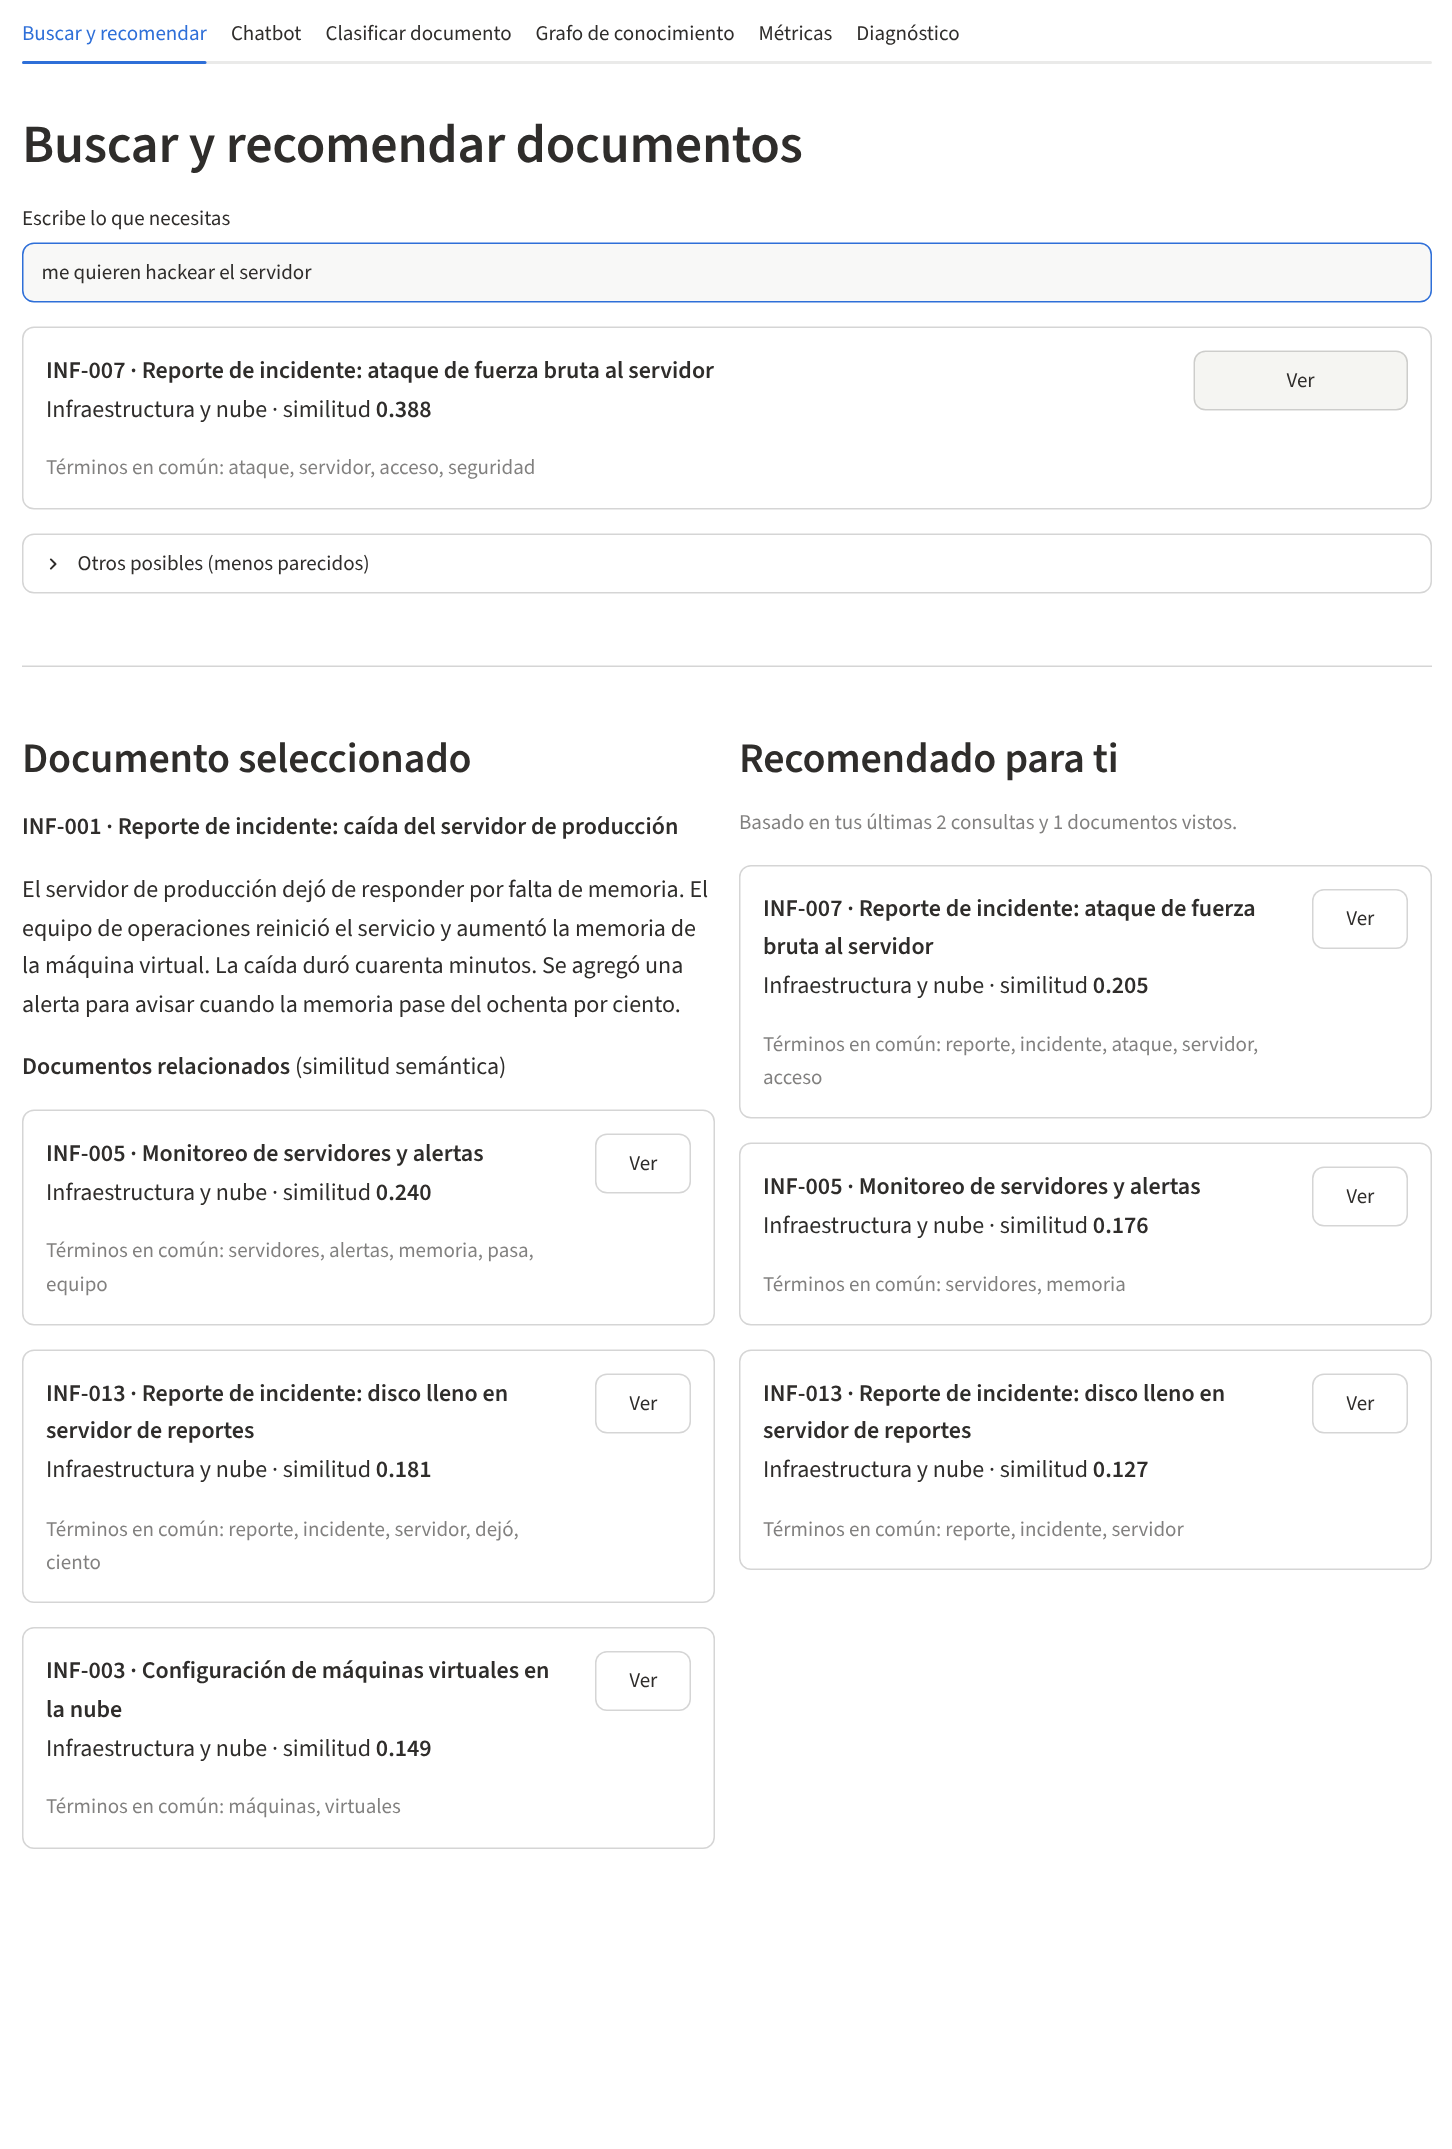 Buscar y recomendar Chatbot Clasificar documento Grafo de conocimiento Métricas Diagnóstico
Buscar y recomendar documentos
Escribe lo que necesitas
me quieren hackear el servidor
INF-007 · Reporte de incidente: ataque de fuerza bruta al servidor
Ver
Infraestructura y nube · similitud 0.388
Términos en común: ataque, servidor, acceso, seguridad
Otros posibles (menos parecidos)
Documento seleccionado
INF-001 · Reporte de incidente: caída del servidor de producción
El servidor de producción dejó de responder por falta de memoria. El
equipo de operaciones reinició el servicio y aumentó la memoria de
la máquina virtual. La caída duró cuarenta minutos. Se agregó una
alerta para avisar cuando la memoria pase del ochenta por ciento.
Documentos relacionados (similitud semántica)
INF-005 · Monitoreo de servidores y alertas
Ver
Infraestructura y nube · similitud 0.240
Términos en común: servidores, alertas, memoria, pasa,
equipo
INF-013 · Reporte de incidente: disco lleno en
servidor de reportes
Ver
Infraestructura y nube · similitud 0.181
Términos en común: reporte, incidente, servidor, dejó,
ciento
INF-003 · Configuración de máquinas virtuales en
la nube
Ver
Infraestructura y nube · similitud 0.149
Términos en común: máquinas, virtuales
Recomendado para ti
Basado en tus últimas 2 consultas y 1 documentos vistos.
INF-007 · Reporte de incidente: ataque de fuerza
bruta al servidor
Ver
Infraestructura y nube · similitud 0.205
Términos en común: reporte, incidente, ataque, servidor,
acceso
INF-005 · Monitoreo de servidores y alertas
Ver
Infraestructura y nube · similitud 0.176
Términos en común: servidores, memoria
INF-013 · Reporte de incidente: disco lleno en
servidor de reportes
Ver
Infraestructura y nube · similitud 0.127
Términos en común: reporte, incidente, servidor